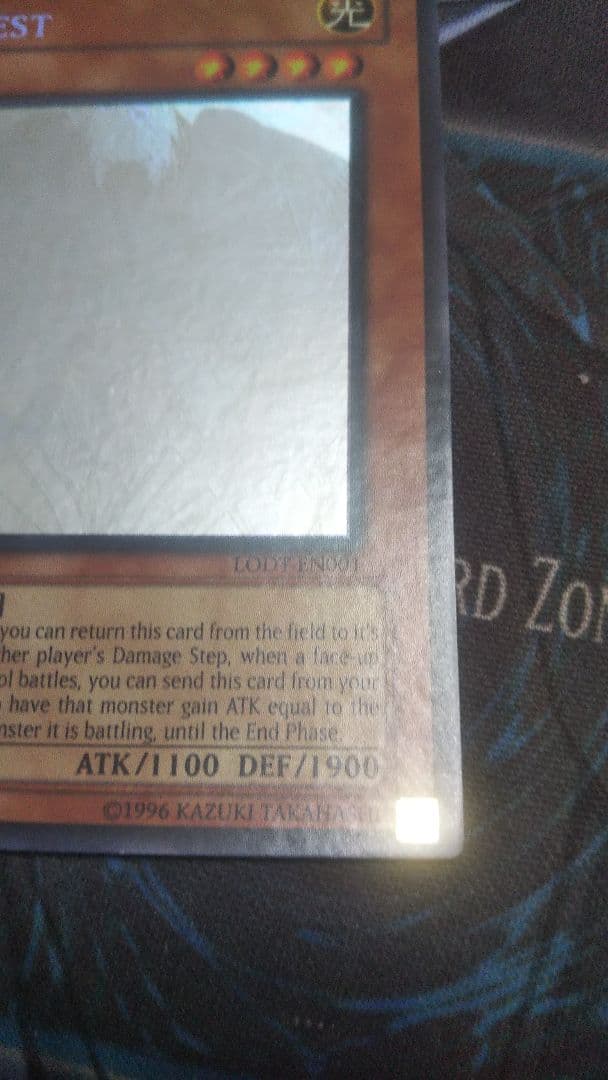 EST
光
LODT-EN001
you can return this card from the field to it's
her player's Damage Step, when a face-up
ol battles, you can send this card from your
have that monster gain ATK equal to the
nster it is battling, until the End Phase.
ATK/1100 DEF/1900
©1996 KAZUKI TAKAHASHI
RD ZO